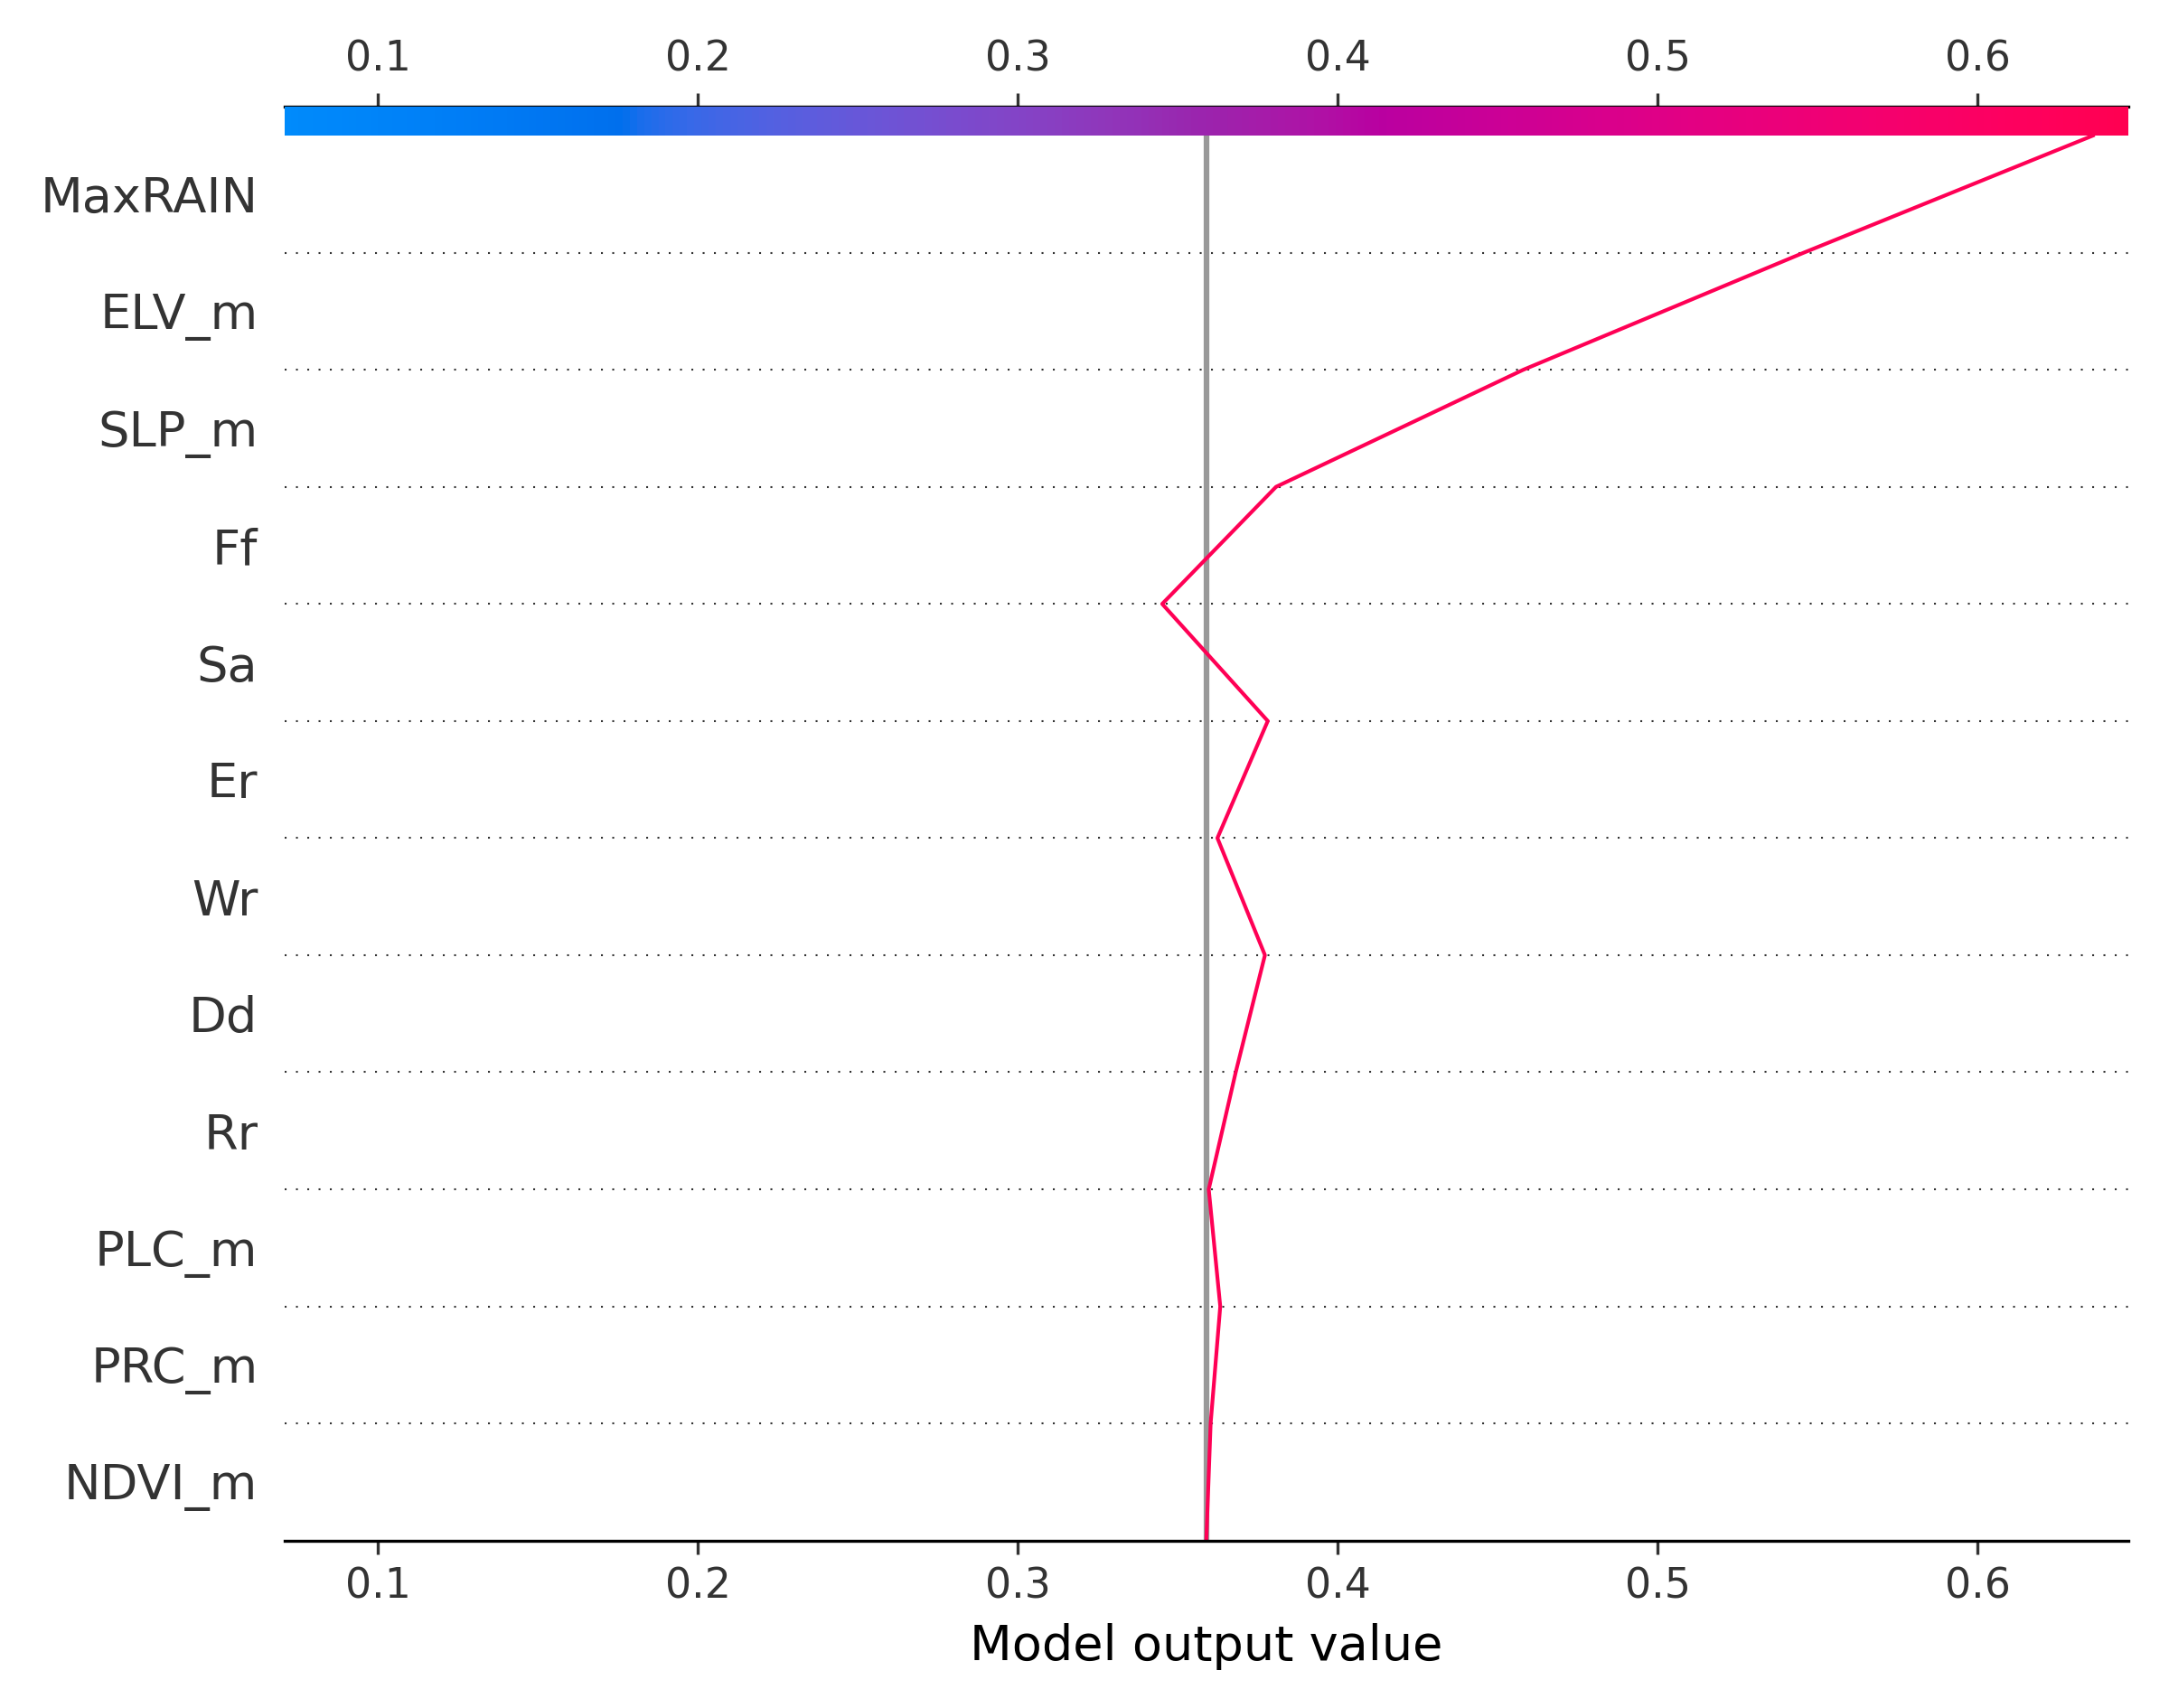 0.1 0.2 0.3 0.4 0.5 0.6
MaxRAIN
ELV_m
SLP_m
Ff
Sa
Er
Wr
Dd
Rr
PLC_m
PRC_m
NDVI_m
0.1 0.2 0.3 0.4 0.5 0.6
Model output value